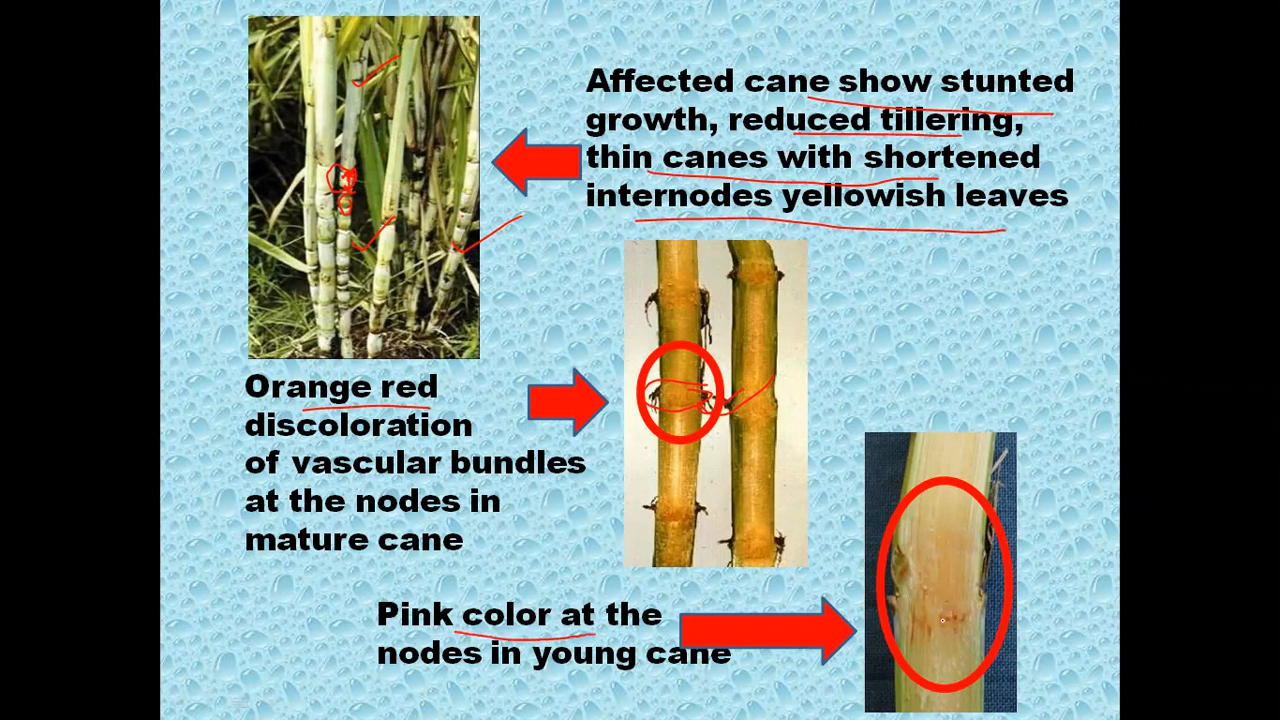 Affected cane show stunted
growth, reduced tillering,
thin canes with shortened
internodes yellowish leaves
Orange red
discoloration
of vascular bundles
at the nodes in
mature cane
Pink color at the
nodes in young cane